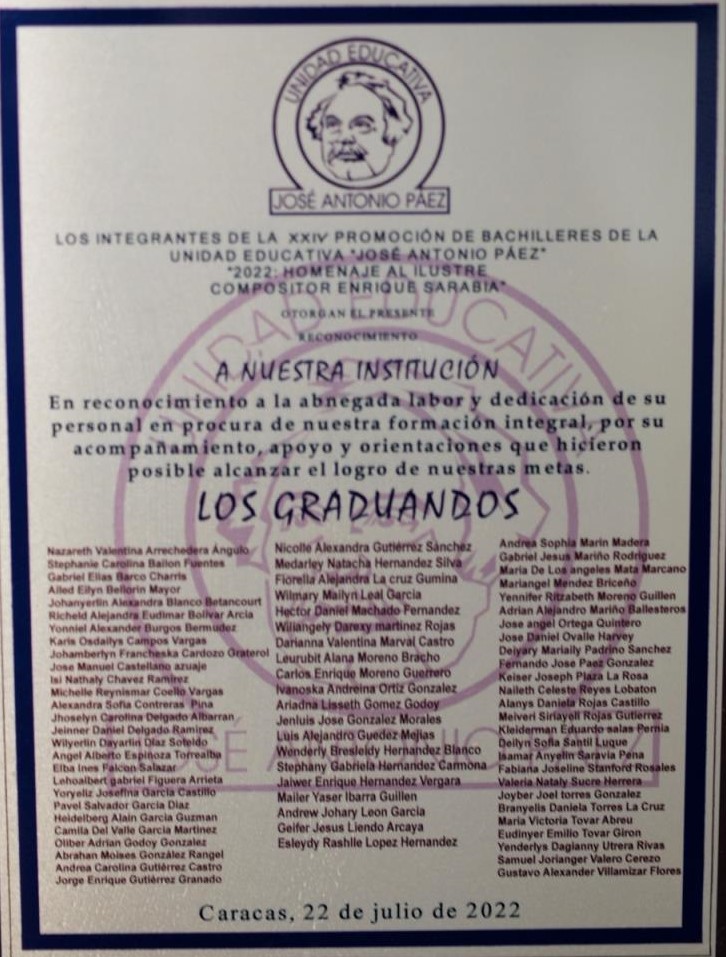 UNIDAD EDUCATIVA
JOSÉ ANTONIO PÁEZ
LOS INTEGRANTES DE LA XXIV PROMOCIÓN DE BACHILLERES DE LA
UNIDAD EDUCATIVA "JOSÉ ANTONIO PÁEZ"
"2022: HOMENAJE AL ILUSTRE
COMPOSITOR ENRIQUE SARABIA"
OTORGAN EL PRESENTE
RECONOCIMIENTO
A NUESTRA INSTITUCIÓN
En reconocimiento a la abnegada labor y dedicación de su
personal en procura de nuestra formación integral, por su
acompañamiento, apoyo y orientaciones que hicieron
posible alcanzar el logro de nuestras metas.
LOS GRADUANDOS
Nazareth Valentina Arrechedera Ángulo
Stephanie Carolina Bailon Fuentes
Gabriel Elias Barco Charris
Ailed Eilyn Bellorin Mayor
Johanyerlin Alexandra Blanco Betancourt
Richeld Alejandra Eudimar Bolivar Arcia
Yonniel Alexander Burgos Bermudez
Karis Osdailys Campos Vargas
Johamberlyn Francheska Cardozo Graterol
Jose Manuel Castellano azuaje
Isi Nathaly Chavez Ramirez
Michelle Reynismar Coello Vargas
Alexandra Sofia Contreras Pina
Jhoselyn Carolina Delgado Albarran
Jeinner Daniel Delgado Ramirez
Wilyerlin Dayarlin Diaz Sofeldo
Angel Alberto Espinoza Torrealba
Elba Ines Falcon Salazar
Lehoalbert gabriel Figuera Arrieta
Yoryeliz Josefina Garcia Castillo
Pavel Salvador Garcia Diaz
Heidelberg Alain Garcia Guzman
Camila Del Valle Garcia Martinez
Oliber Adrian Godoy Gonzalez
Abrahan Moises González Rangel
Andrea Carolina Gutiérrez Castro
Jorge Enrique Gutiérrez Granado
Nicolle Alexandra Gutiérrez Sánchez
Medarley Natacha Hernandez Silva
Fiorella Alejandra La cruz Gumina
Wilmary Mailyn Leal Garcia
Hector Daniel Machado Fernandez
Wiliangely Darexy martinez Rojas
Darianna Valentina Marval Castro
Leurubit Alana Moreno Bracho
Carlos Enrique Moreno Guerrero
Ivanoska Andreina Ortiz Gonzalez
Ariadna Lisseth Gomez Godoy
Jenluis Jose Gonzalez Morales
Luis Alejandro Guedez Mejias
Wenderly Bresleidy Hernandez Blanco
Stephany Gabriela Hernandez Carmona
Jaiwer Enrique Hernandez Vergara
Mailer Yaser Ibarra Guillen
Andrew Johary Leon Garcia
Geifer Jesus Liendo Arcaya
Esleydy Rashlle Lopez Hernandez
Andrea Sophia Marin Madera
Gabriel Jesus Mariño Rodriguez
Maria De Los angeles Mata Marcano
Mariangel Mendez Briceño
Yennifer Ritzabeth Moreno Guillen
Adrian Alejandro Mariño Ballesteros
Jose angel Ortega Quintero
Jose Daniel Ovalle Harvey
Deiyary Mariaily Padrino Sanchez
Fernando Jose Paez Gonzalez
Keiser Joseph Plaza La Rosa
Naileth Celeste Reyes Lobaton
Alanys Daniela Rojas Castillo
Meiveri Siriayell Rojas Gutierrez
Kleiderman Eduardo salas Pernia
Deilyn Sofia Santil Luque
Isamar Anyelin Saravia Pena
Fabiana Joseline Stanford Rosales
Valeria Nataly Sucre Herrera
Joyber Joel torres Gonzalez
Branyelis Daniela Torres La Cruz
Maria Victoria Tovar Abreu
Eudinyer Emilio Tovar Giron
Yenderlys Dagianny Utrera Rivas
Samuel Jorianger Valero Cerezo
Gustavo Alexander Villamizar Flores
Caracas, 22 de julio de 2022